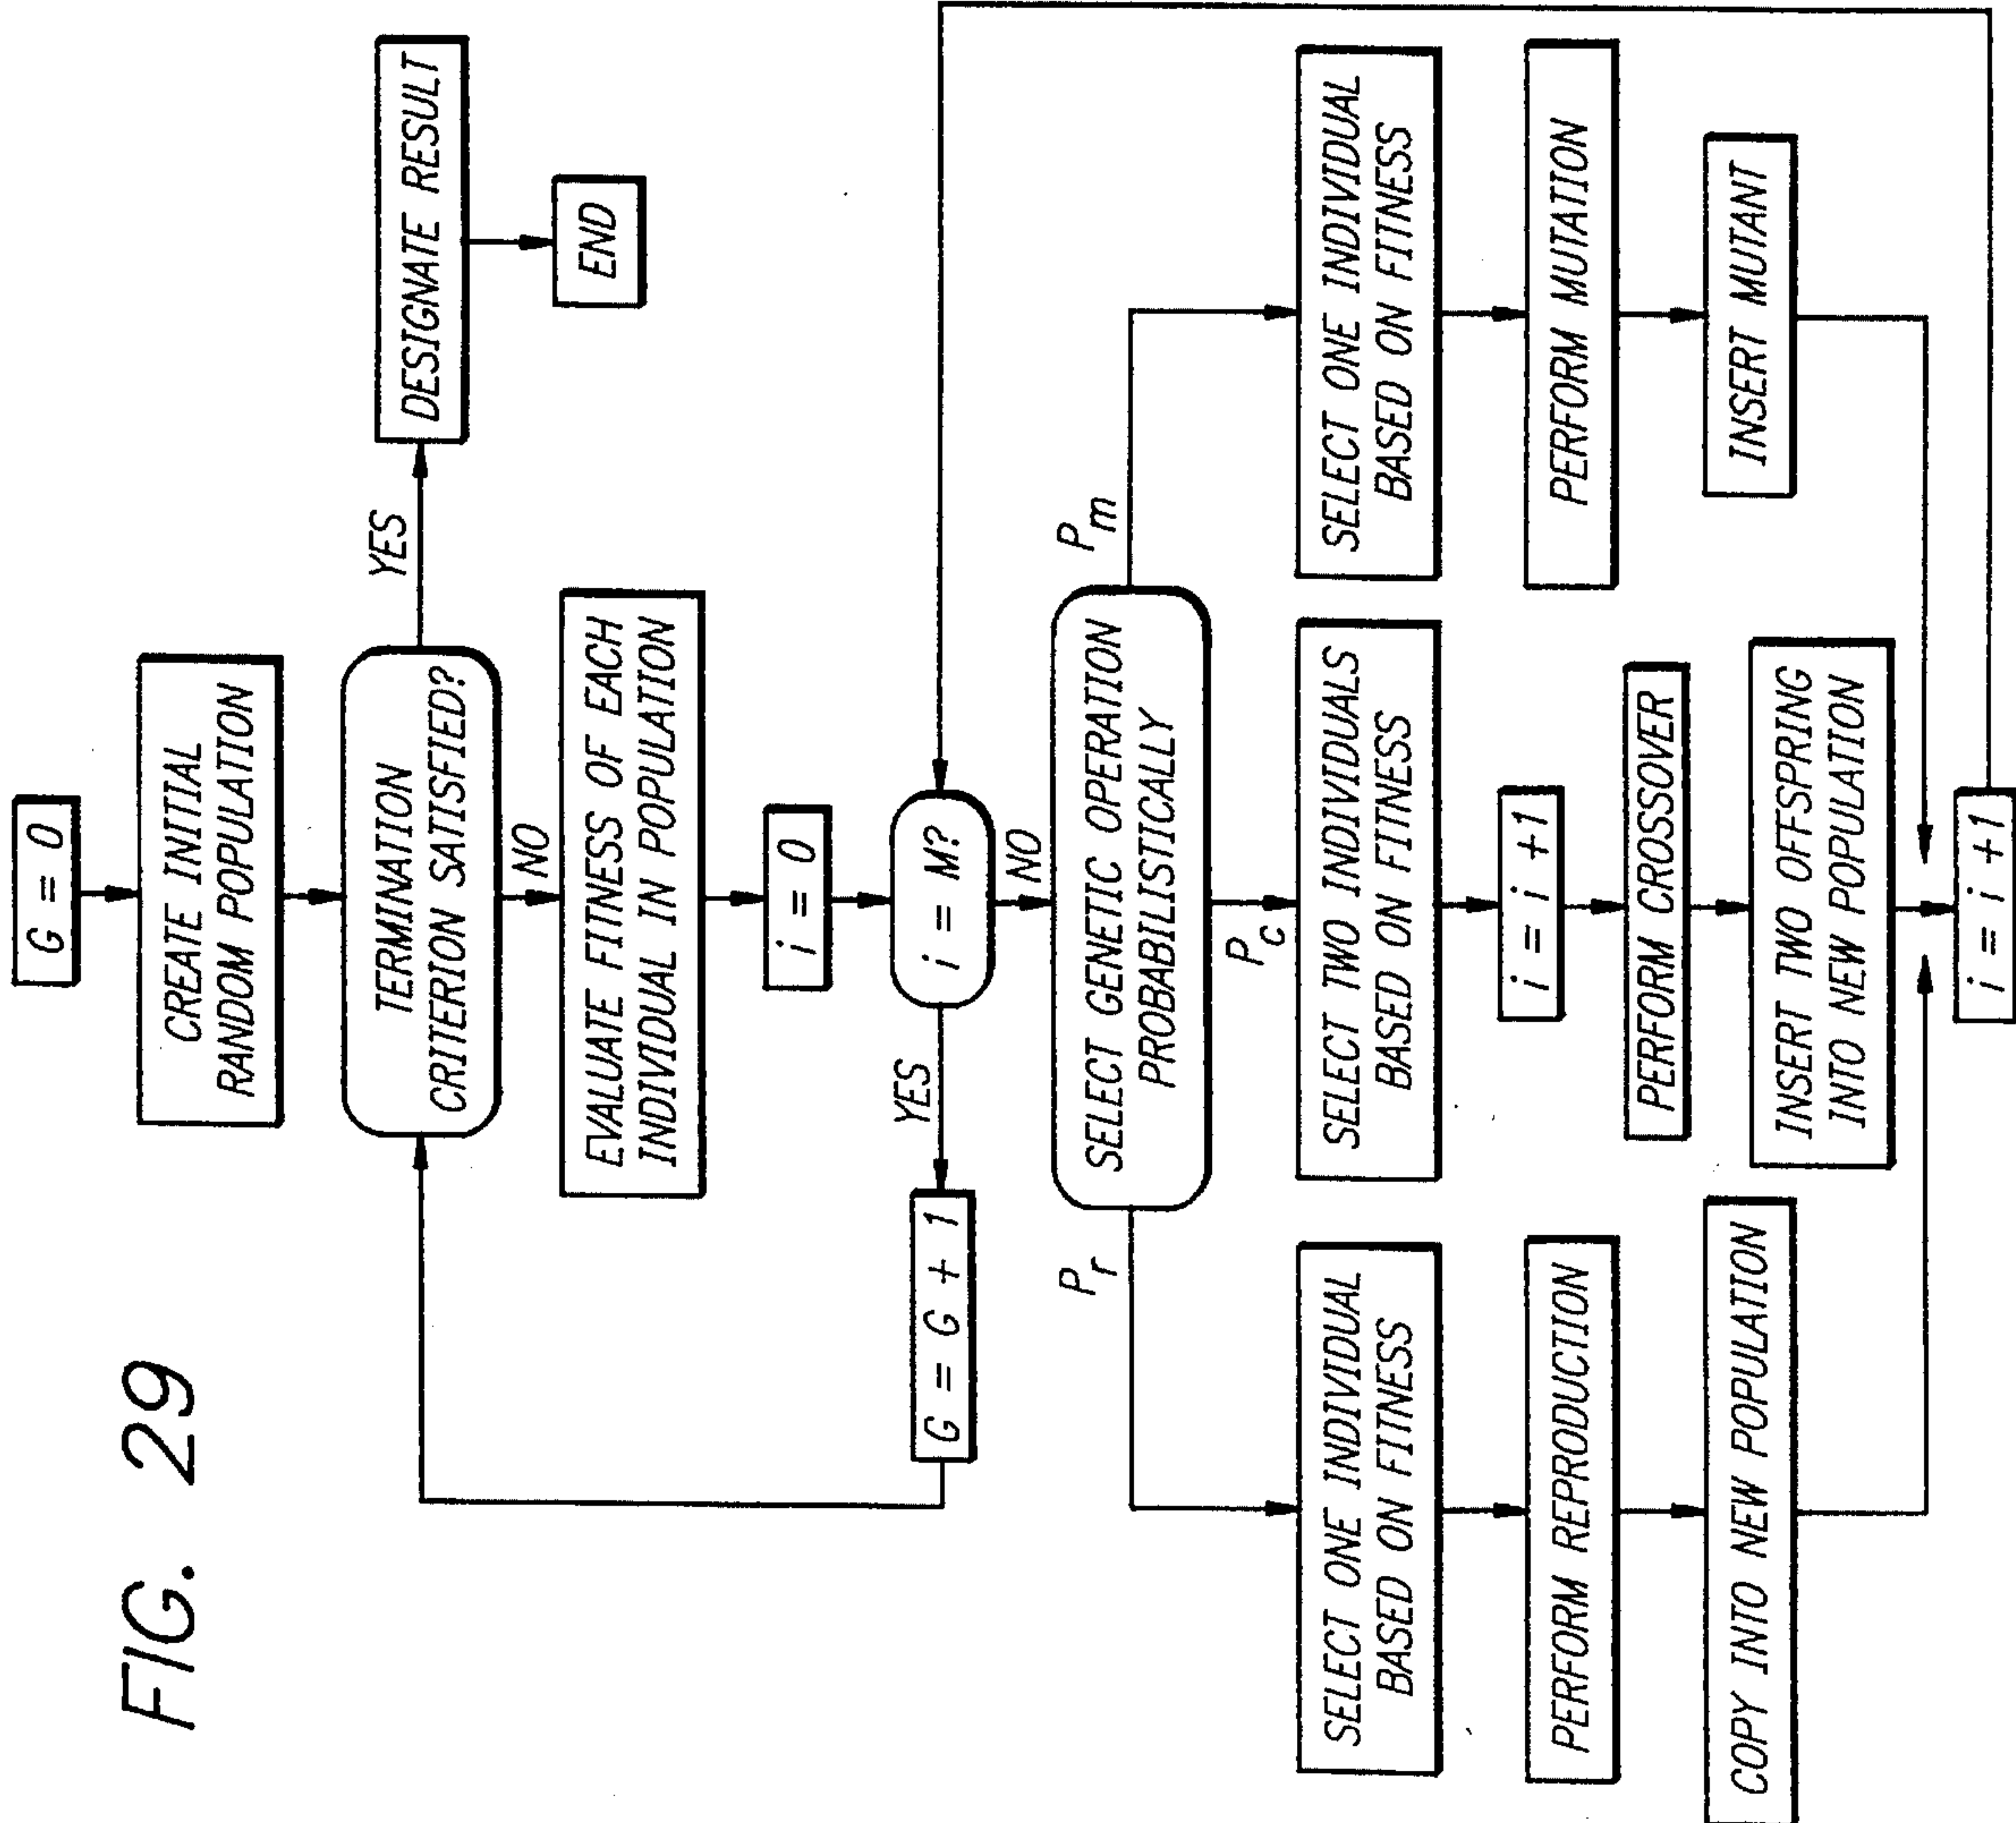 FIG. 29
G = 0
CREATE INITIAL
RANDOM POPULATION
TERMINATION
CRITERION SATISFIED?
YES
DESIGNATE RESULT
END
NO
EVALUATE FITNESS OF EACH
INDIVIDUAL IN POPULATION
i = 0
i = M?
YES
G = G + 1
NO
SELECT GENETIC OPERATION
PROBABILISTICALLY
Pr
SELECT ONE INDIVIDUAL
BASED ON FITNESS
PERFORM REPRODUCTION
COPY INTO NEW POPULATION
Pc
SELECT TWO INDIVIDUALS
BASED ON FITNESS
i = i +1
PERFORM CROSSOVER
INSERT TWO OFFSPRING
INTO NEW POPULATION
Pm
SELECT ONE INDIVIDUAL
BASED ON FITNESS
PERFORM MUTATION
INSERT MUTANT
i = i +1